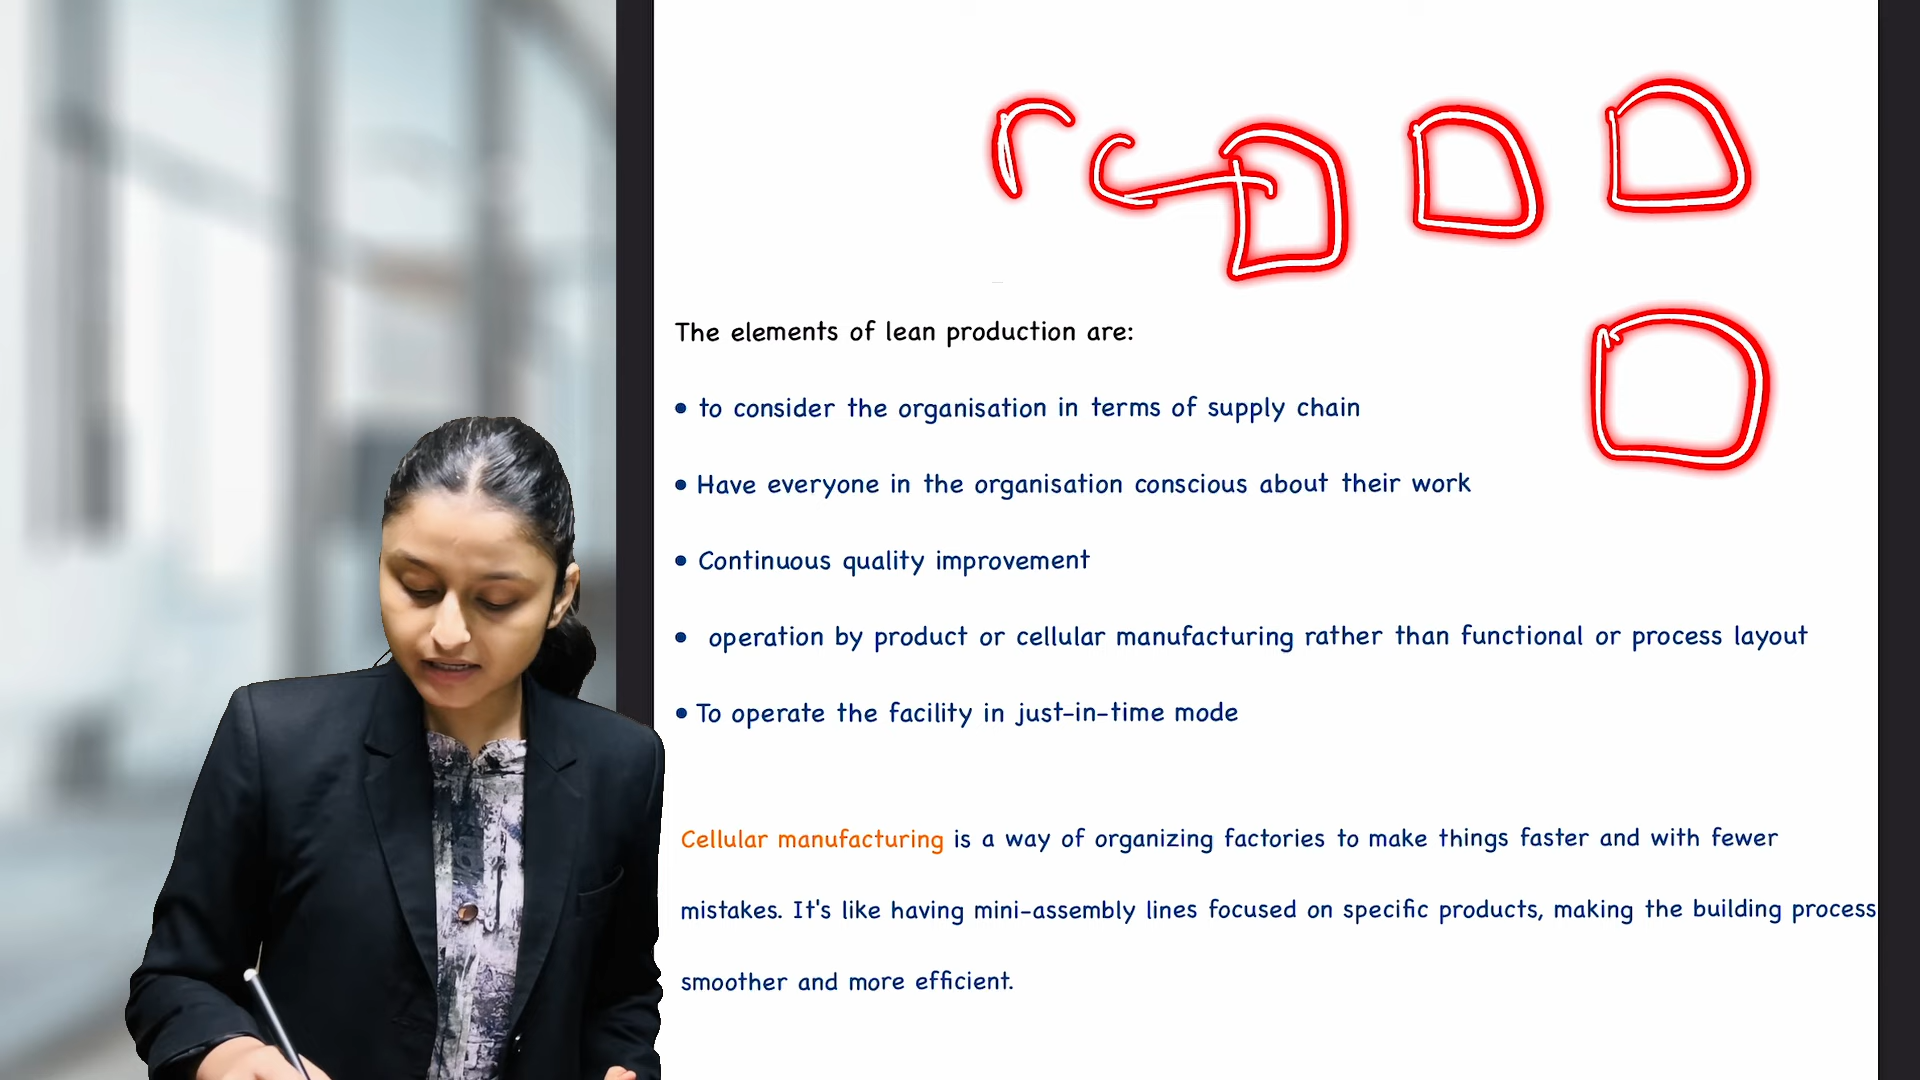 The elements of lean production are:
• to consider the organisation in terms of supply chain
• Have everyone in the organisation conscious about their work
• Continuous quality improvement
• operation by product or cellular manufacturing rather than functional or process layout
• To operate the facility in just-in-time mode
Cellular manufacturing is a way of organizing factories to make things faster and with fewer
mistakes. It's like having mini-assembly lines focused on specific products, making the building process
smoother and more efficient.